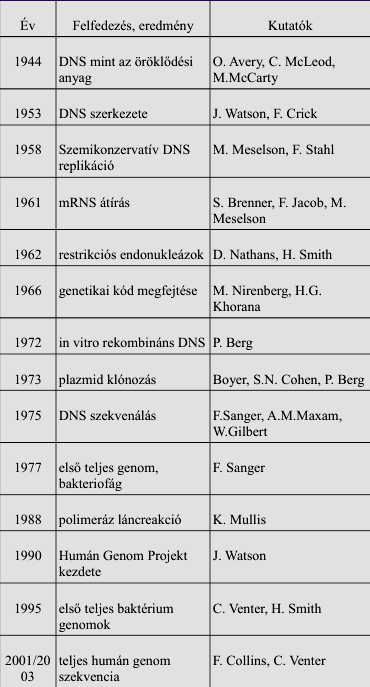 Év Felfedezés, eredmény Kutatók
1944 DNS mint az öröklődési O. Avery, C. McLeod,
anyag M.McCarty
1953 DNS szerkezete J. Watson, F. Crick
1958 Szemikonzervatív DNS M. Meselson, F. Stahl
replikáció
1961 mRNS átírás S. Brenner, F. Jacob, M.
Meselson
1962 restrikciós endonukleázok D. Nathans, H. Smith
1966 genetikai kód megfejtése M. Nirenberg, H.G.
Khorana
1972 in vitro rekombináns DNS P. Berg
1973 plazmid klónozás Boyer, S.N. Cohen, P. Berg
1975 DNS szekvenálás F.Sanger, A.M.Maxam,
W.Gilbert
1977 első teljes genom, F. Sanger
bakteriofág
1988 polimeráz láncreakció K. Mullis
1990 Humán Genom Projekt J. Watson
kezdete
1995 első teljes baktérium C. Venter, H. Smith
genomok
2001/20 teljes humán genom F. Collins, C. Venter
03 szekvencia